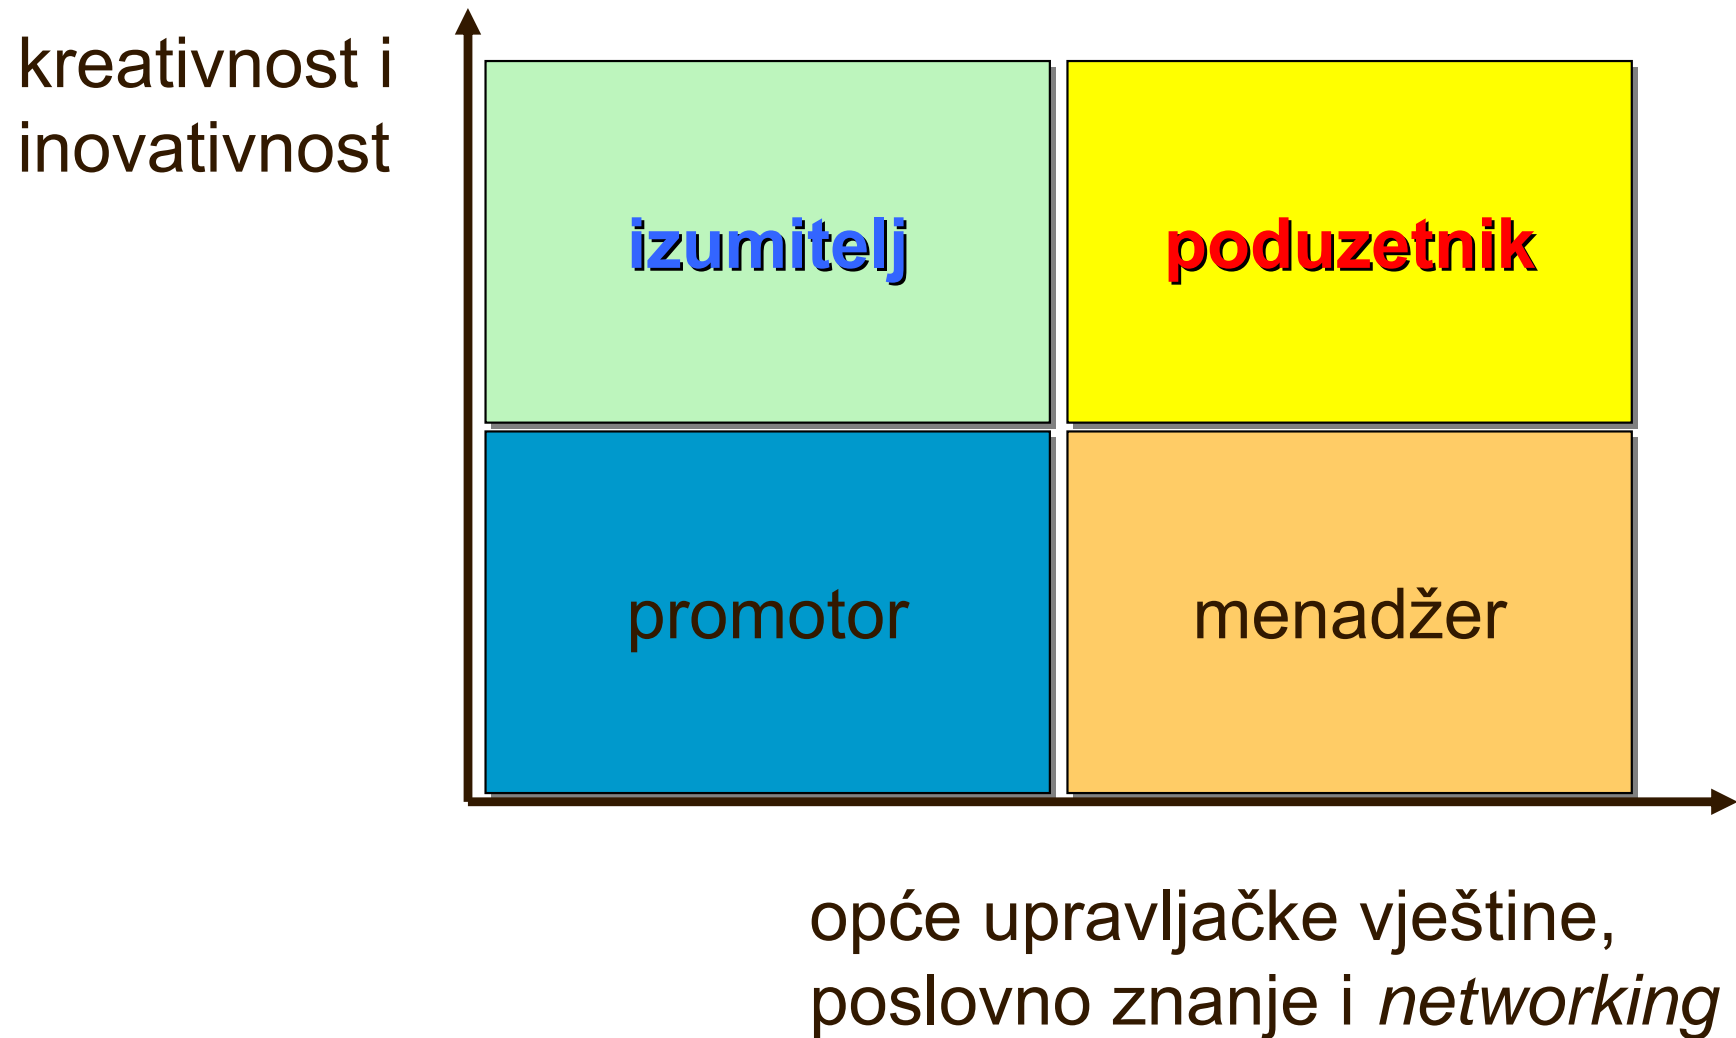 kreativnost i
inovativnost
izumitelj
poduzetnik
promotor
menadžer
opće upravljačke vještine,
poslovno znanje i networking